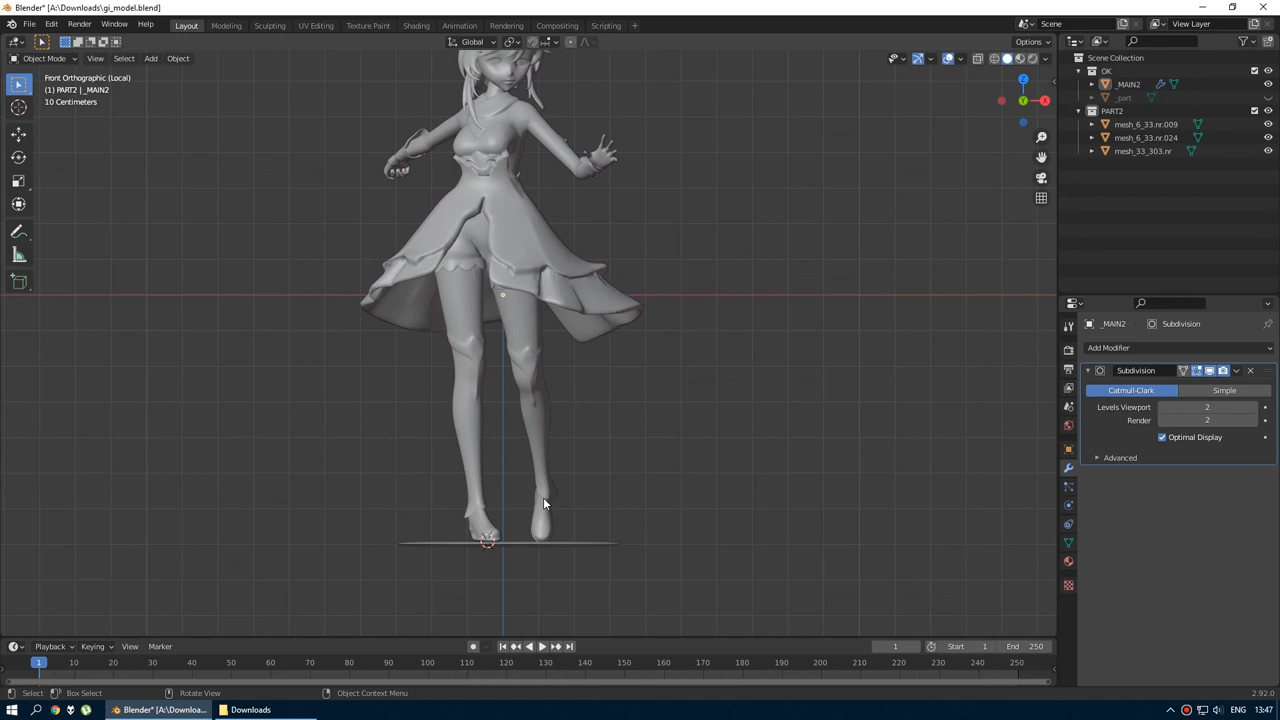 Blender* [A:\Downloads\gi_model.blend]
File Edit Render Window Help Layout Modeling Sculpting UV Editing Texture Paint Shading Animation Rendering Compositing Scripting + Scene View Layer
Global Options
Object Mode View Select Add Object
Front Orthographic (Local)
(1) PART2 | _MAIN2
10 Centimeters
Z
Y
X
Scene Collection
OK
_MAIN2
_part
PART2
mesh_6_33.nr.009
mesh_6_33.nr.024
mesh_33_303.nr
_MAIN2 Subdivision
Add Modifier
Subdivision
Catmull-Clark Simple
Levels Viewport 2
Render 2
Optimal Display
Advanced
Playback Keying View Marker 1 Start 1 End 250
1 10 20 30 40 50 60 70 80 90 100 110 120 130 140 150 160 170 180 190 200 210 220 230 240 250
Select Box Select Rotate View Object Context Menu 2.92.0
Blender* [A:\Downloa... Downloads ENG 13:47